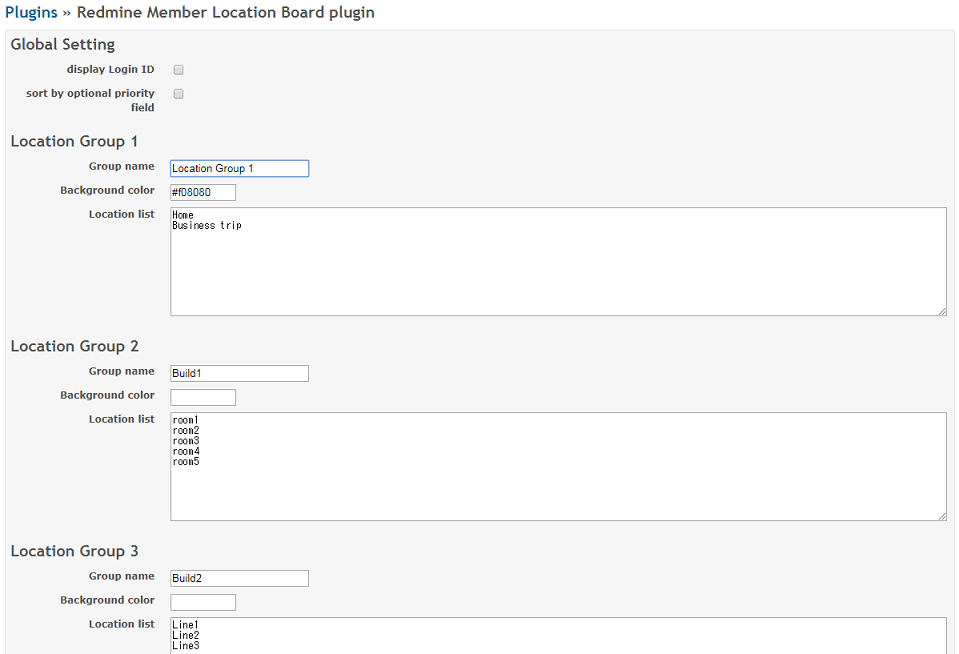 Plugins » Redmine Member Location Board plugin
Global Setting
display Login ID
sort by optional priority
field
Location Group 1
Group name Location Group 1
Background color #f08080
Location list Home
Business trip
Location Group 2
Group name Build1
Background color
Location list room1
room2
room3
room4
room5
Location Group 3
Group name Build2
Background color
Location list Line1
Line2
Line3